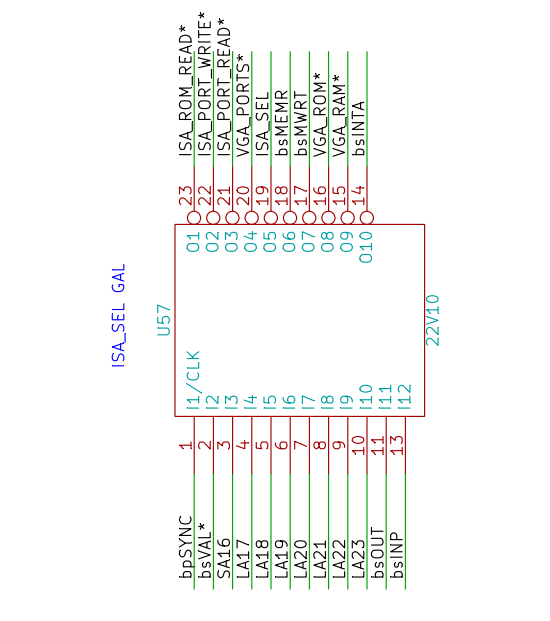 ISA_SEL GAL
U57
22V10
ISA_ROM_READ*
ISA_PORT_WRITE*
ISA_PORT_READ*
VGA_PORTS*
ISA_SEL
bsMEMR
bsMWRT
VGA_ROM*
VGA_RAM*
bsINTA
23
22
21
20
19
18
17
16
15
14
O1
O2
O3
O4
O5
O6
O7
O8
O9
O10
I1/CLK
I2
I3
I4
I5
I6
I7
I8
I9
I10
I11
I12
1
2
3
4
5
6
7
8
9
10
11
13
bpSYNC
bsVAL*
SA16
LA17
LA18
LA19
LA20
LA21
LA22
LA23
bsOUT
bsINP